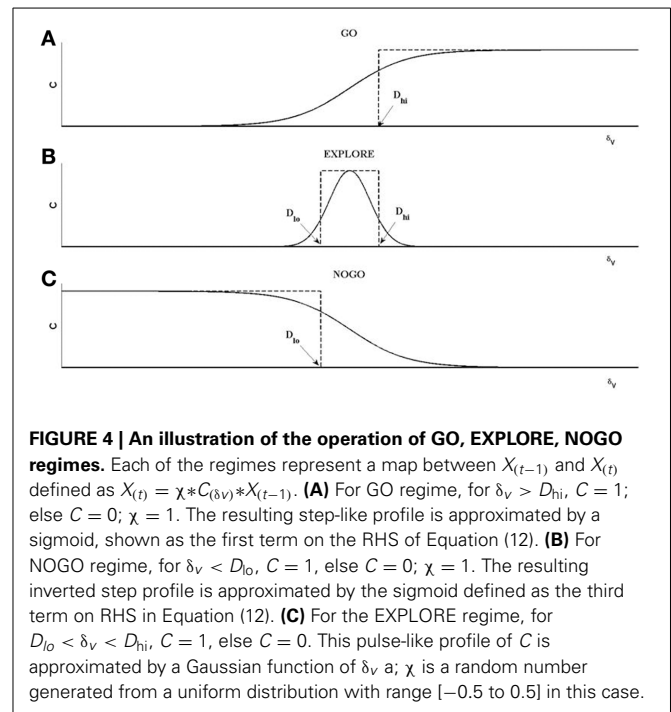 A
GO
C
D_hi
δ_v
B
EXPLORE
C
D_lo
D_hi
δ_v
C
NOGO
C
D_lo
δ_v
FIGURE 4 | An illustration of the operation of GO, EXPLORE, NOGO
regimes. Each of the regimes represent a map between X_(t−1) and X_(t)
defined as X_(t) = χ∗C_(δv)∗X_(t−1). (A) For GO regime, for δ_v > D_hi, C = 1;
else C = 0; χ = 1. The resulting step-like profile is approximated by a
sigmoid, shown as the first term on the RHS of Equation (12). (B) For
NOGO regime, for δ_v < D_lo, C = 1, else C = 0; χ = 1. The resulting
inverted step profile is approximated by the sigmoid defined as the third
term on RHS in Equation (12). (C) For the EXPLORE regime, for
D_lo < δ_v < D_hi, C = 1, else C = 0. This pulse-like profile of C is
approximated by a Gaussian function of δ_v a; χ is a random number
generated from a uniform distribution with range [−0.5 to 0.5] in this case.